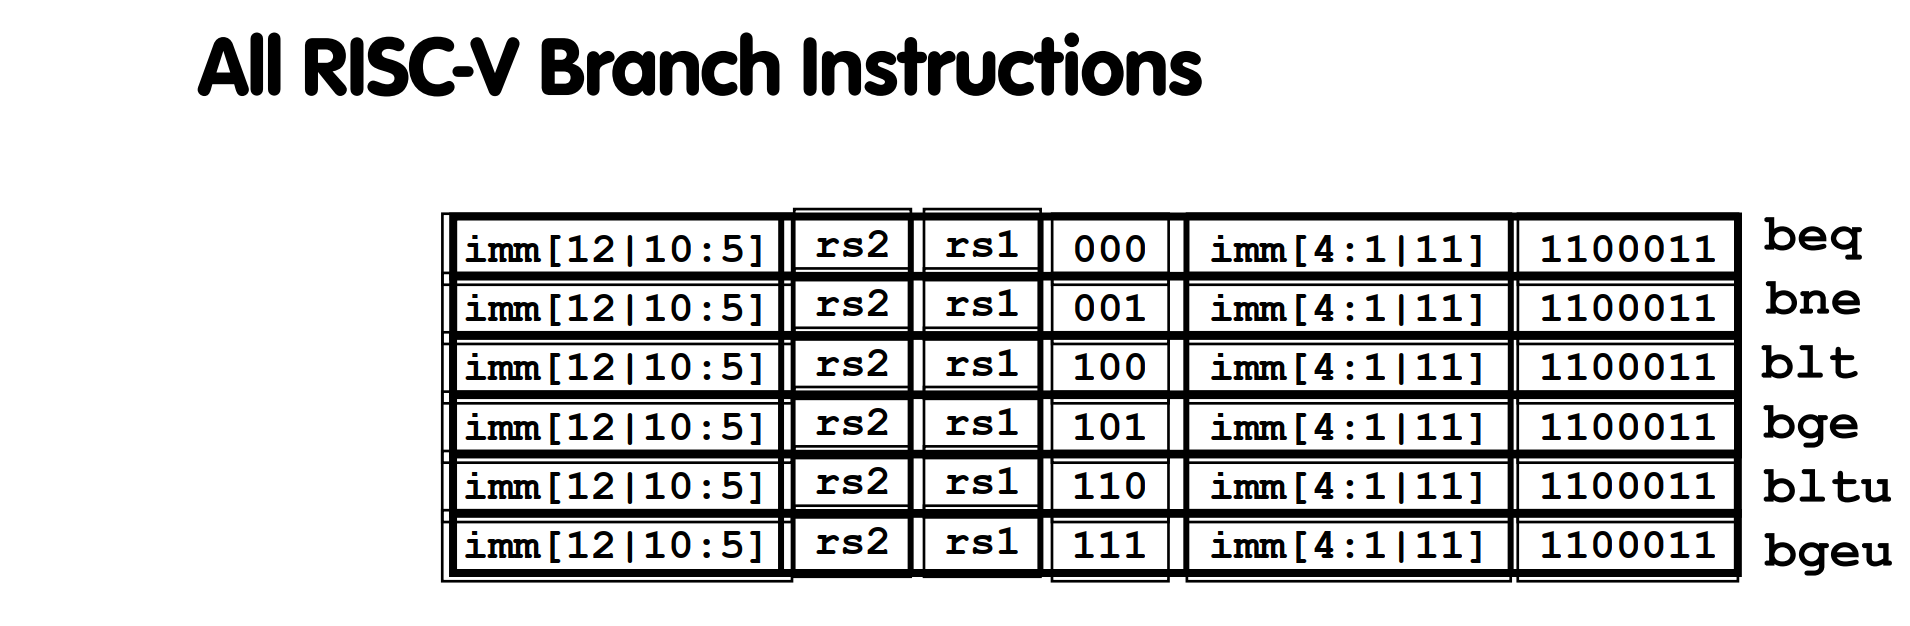 All RISC-V Branch Instructions
imm[12|10:5] rs2 rs1 000 imm[4:1|11] 1100011 beq
imm[12|10:5] rs2 rs1 001 imm[4:1|11] 1100011 bne
imm[12|10:5] rs2 rs1 100 imm[4:1|11] 1100011 blt
imm[12|10:5] rs2 rs1 101 imm[4:1|11] 1100011 bge
imm[12|10:5] rs2 rs1 110 imm[4:1|11] 1100011 bltu
imm[12|10:5] rs2 rs1 111 imm[4:1|11] 1100011 bgeu